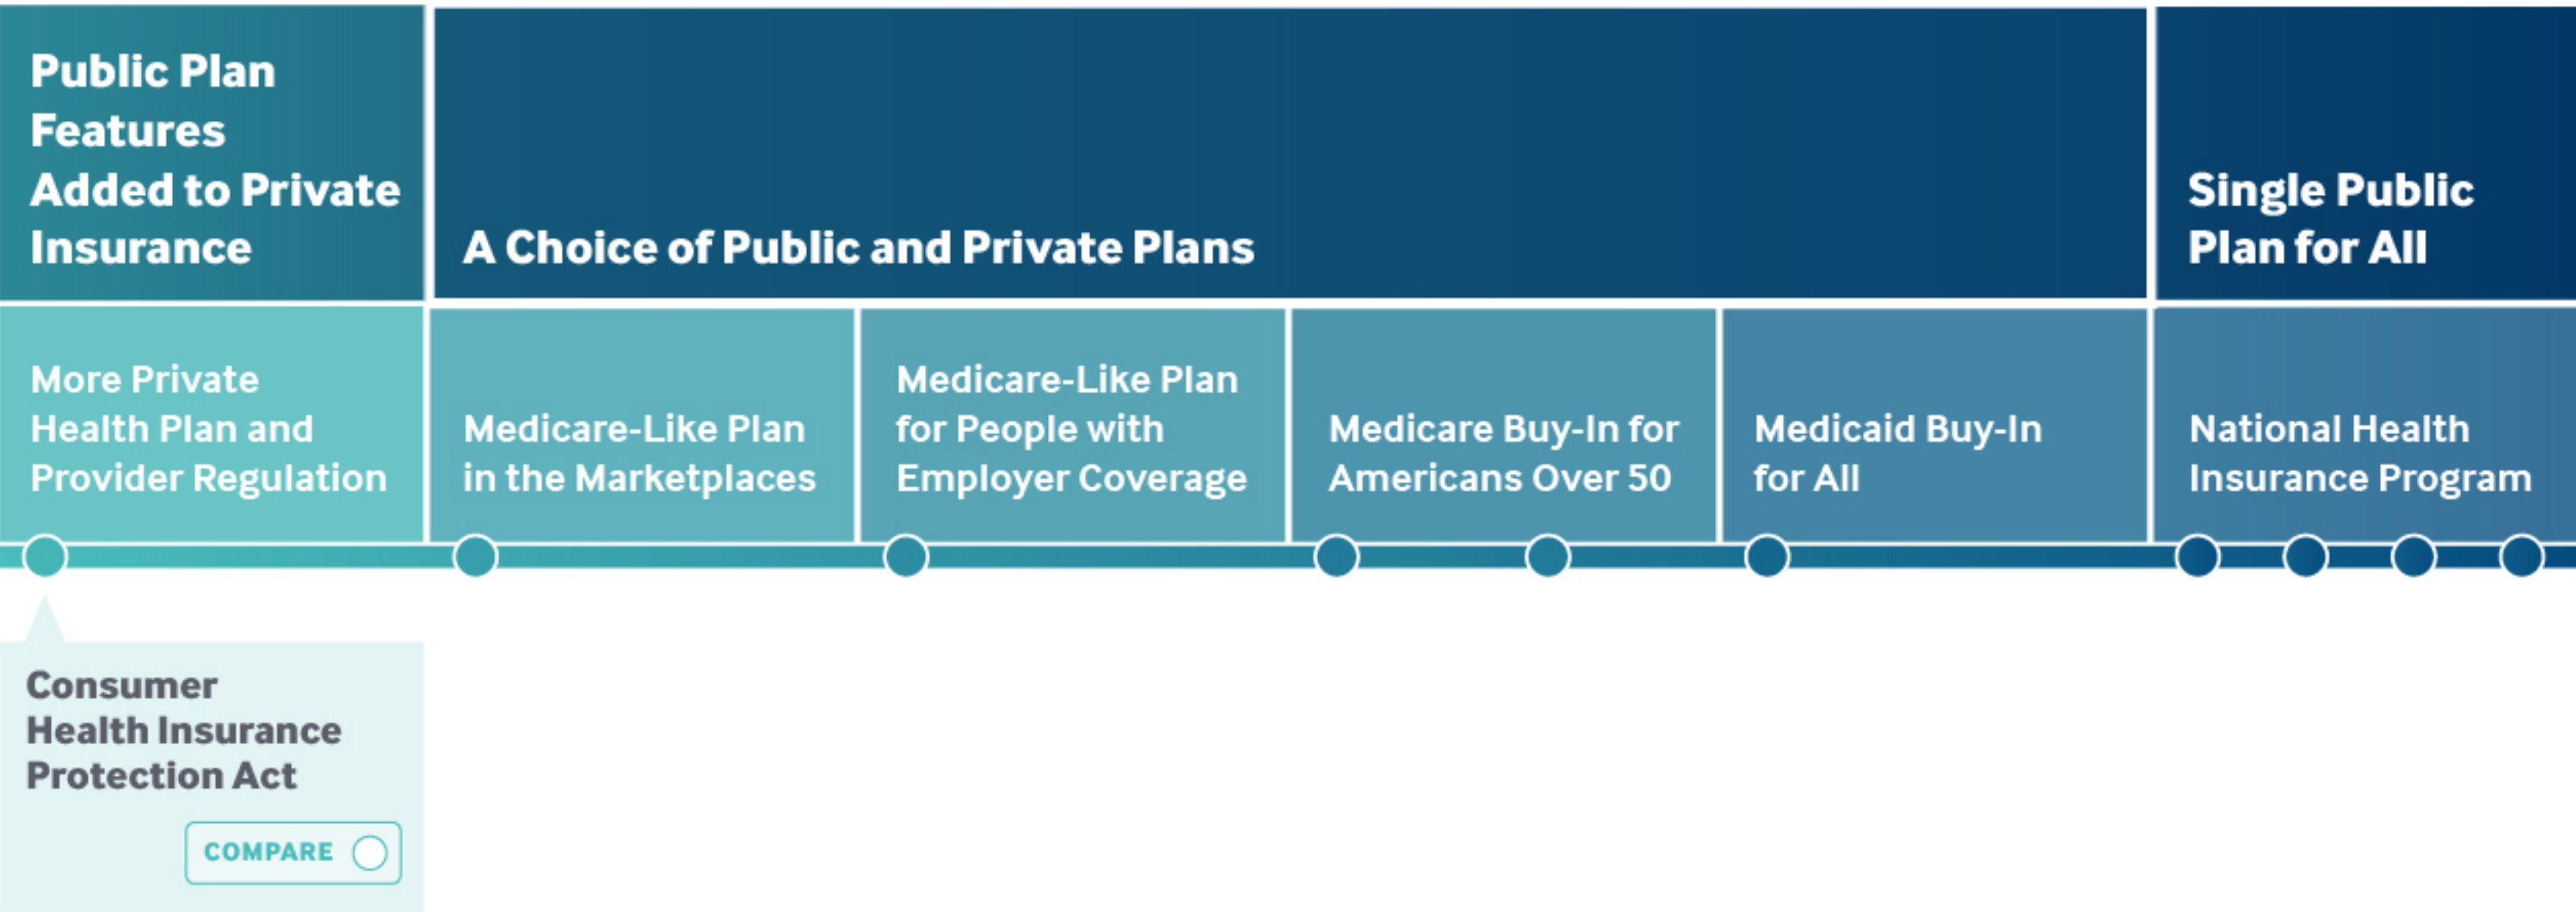 Public Plan
Features
Added to Private
Insurance
A Choice of Public and Private Plans
Single Public
Plan for All
More Private
Health Plan and
Provider Regulation
Medicare-Like Plan
in the Marketplaces
Medicare-Like Plan
for People with
Employer Coverage
Medicare Buy-In for
Americans Over 50
Medicaid Buy-In
for All
National Health
Insurance Program
Consumer
Health Insurance
Protection Act
COMPARE